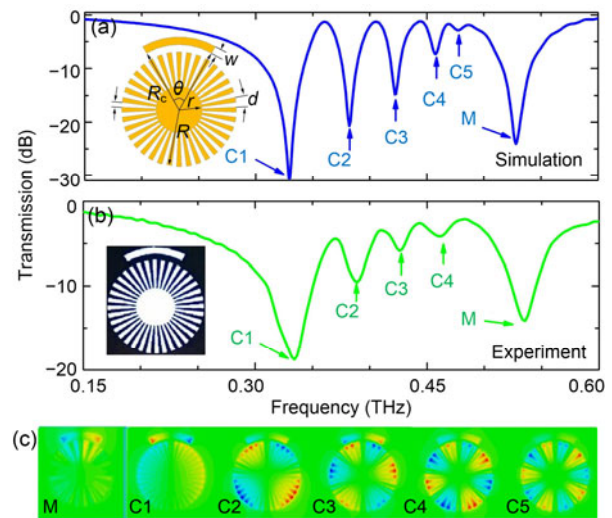 (a)
0
−10
−20
−30
w
R_c
θ
r
d
R
C1
C2
C3
C4
C5
M
Simulation
Transmission (dB)
(b)
0
−10
−20
C1
C2
C3
C4
M
Experiment
0.15 0.30 0.45 0.60
Frequency (THz)
(c)
M C1 C2 C3 C4 C5